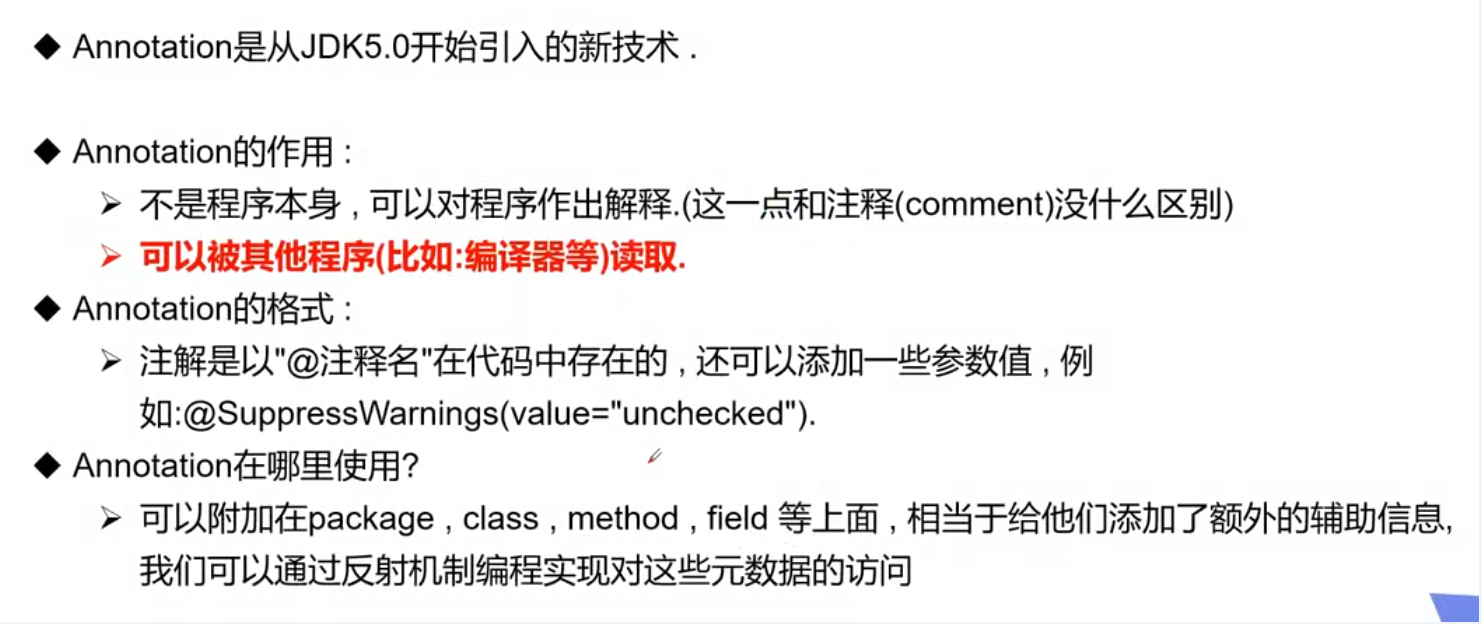 ◆ Annotation是从JDK5.0开始引入的新技术 .
◆ Annotation的作用 :
➢ 不是程序本身 , 可以对程序作出解释.(这一点和注释(comment)没什么区别)
➢ 可以被其他程序(比如:编译器等)读取.
◆ Annotation的格式 :
➢ 注解是以"@注释名"在代码中存在的 , 还可以添加一些参数值 , 例
如:@SuppressWarnings(value="unchecked").
◆ Annotation在哪里使用?
➢ 可以附加在package , class , method , field 等上面 , 相当于给他们添加了额外的辅助信息,
我们可以通过反射机制编程实现对这些元数据的访问